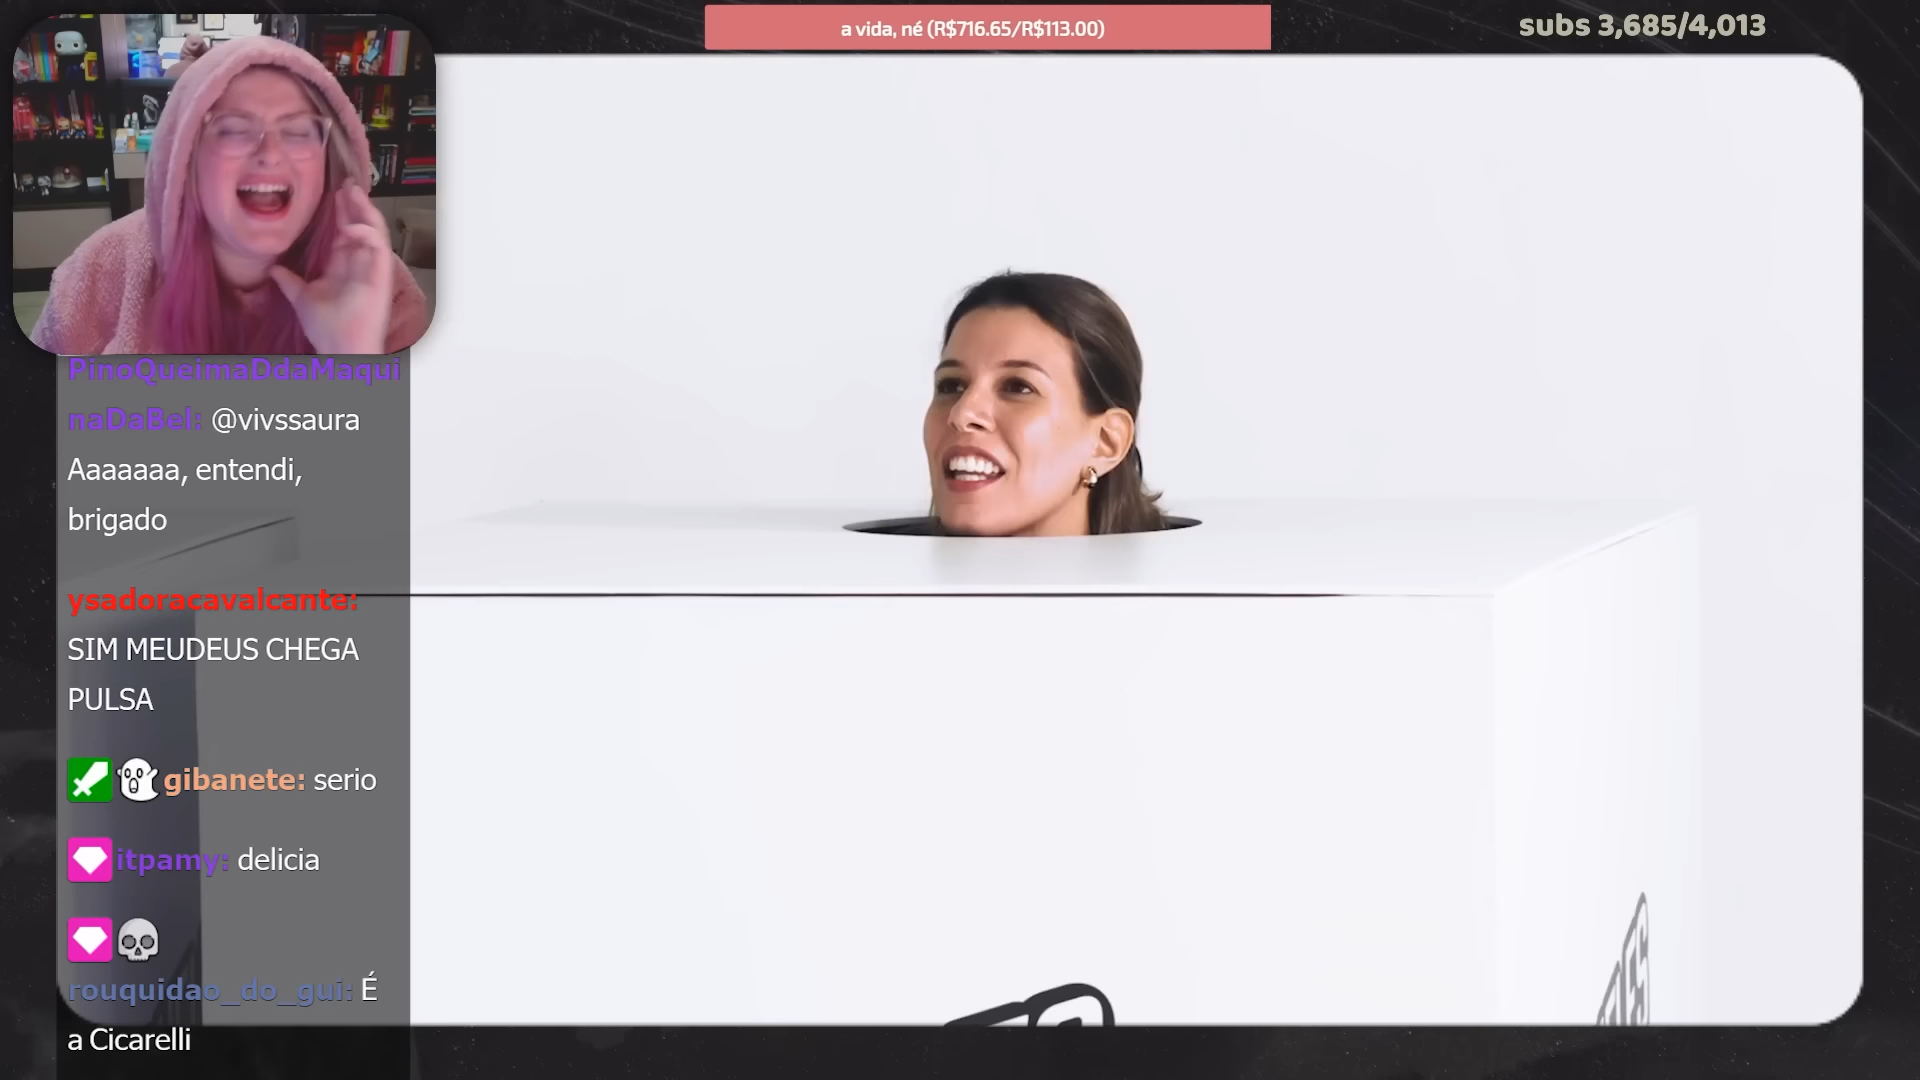 a vida, né (R$716.65/R$113.00)
subs 3,685/4,013
PinoQueimaDdaMaqui
naDaBel: @vivssaura
Aaaaaaa, entendi,
brigado
ysadoracavalcante:
SIM MEUDEUS CHEGA
PULSA
gibanete: serio
itpamy: delicia
rouquidao_do_gui: É
a Cicarelli